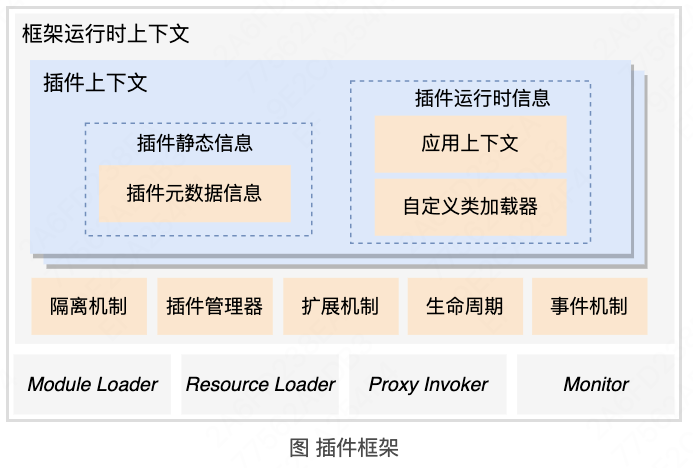 框架运行时上下文
插件上下文
插件静态信息
插件元数据信息
插件运行时信息
应用上下文
自定义类加载器
隔离机制
插件管理器
扩展机制
生命周期
事件机制
Module Loader
Resource Loader
Proxy Invoker
Monitor
图 插件框架